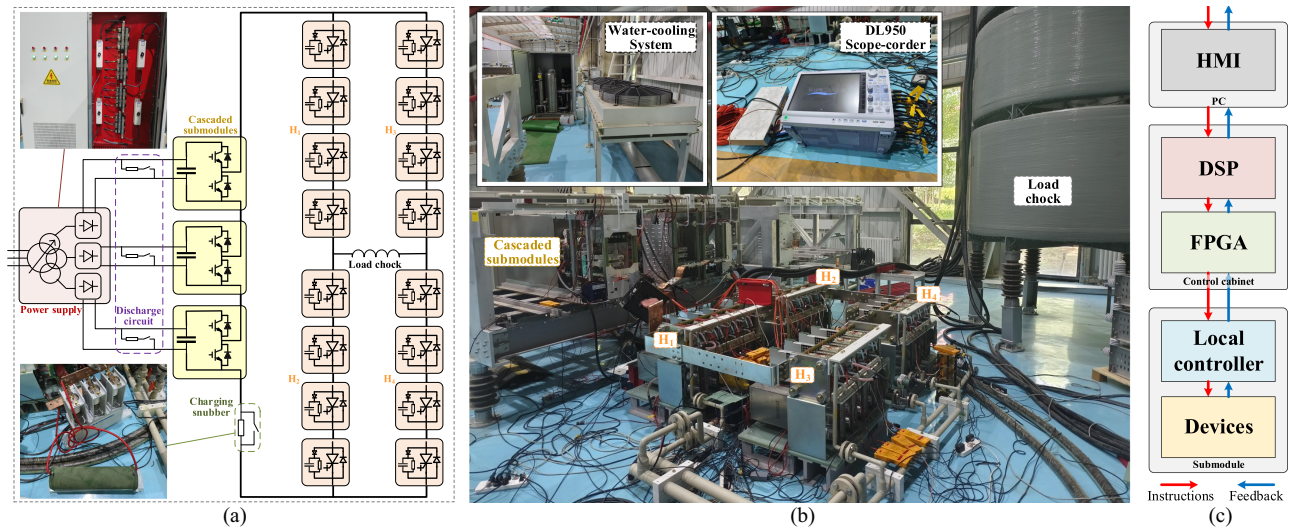 Cascaded
submodules
H1
H3
Load chock
Power supply
Discharge
circuit
H2
H4
Charging
snubber
(a)
Water-cooling
System
DL950
Scope-corder
Load
chock
Cascaded
submodules
H2
H4
H1
H3
(b)
HMI
PC
DSP
FPGA
Control cabinet
Local
controller
Devices
Submodule
Instructions
Feedback
(c)